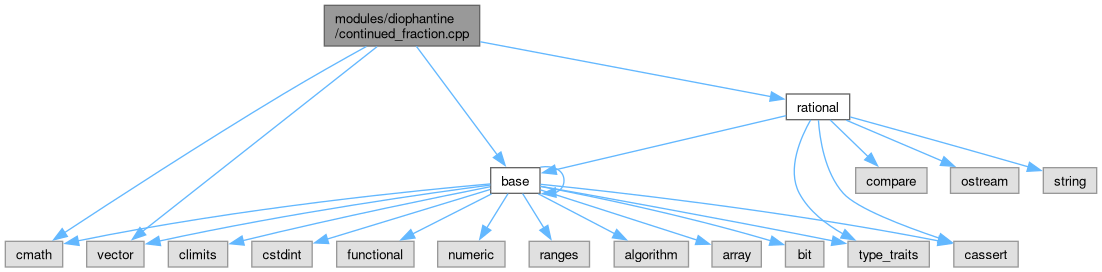 modules/diophantine
/continued_fraction.cpp
rational
base
compare
ostream
string
cmath
vector
climits
cstdint
functional
numeric
ranges
algorithm
array
bit
type_traits
cassert